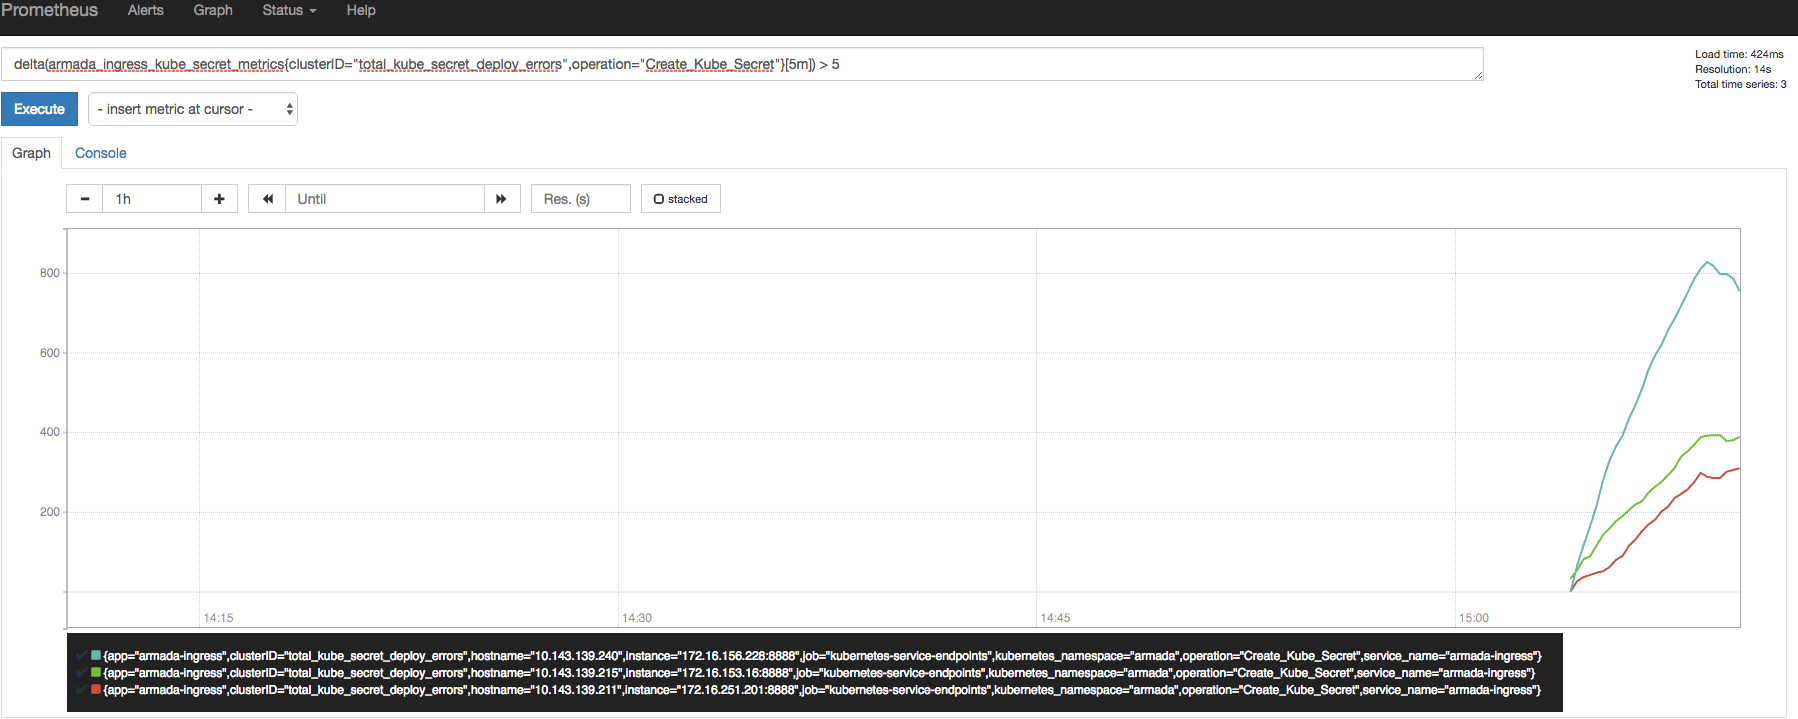 Prometheus Alerts Graph Status Help
delta(armada_ingress_kube_secret_metrics{clusterID="total_kube_secret_deploy_errors",operation="Create_Kube_Secret"}[5m]) > 5
Load time: 424ms
Resolution: 14s
Total time series: 3
Execute - insert metric at cursor -
Graph Console
- 1h + Until Res. (s) stacked
800
600
400
200
14:15 14:30 14:45 15:00
{app="armada-ingress",clusterID="total_kube_secret_deploy_errors",hostname="10.143.139.240",instance="172.16.156.228:8888",job="kubernetes-service-endpoints",kubernetes_namespace="armada",operation="Create_Kube_Secret",service_name="armada-ingress"}
{app="armada-ingress",clusterID="total_kube_secret_deploy_errors",hostname="10.143.139.215",instance="172.16.153.16:8888",job="kubernetes-service-endpoints",kubernetes_namespace="armada",operation="Create_Kube_Secret",service_name="armada-ingress"}
{app="armada-ingress",clusterID="total_kube_secret_deploy_errors",hostname="10.143.139.211",instance="172.16.251.201:8888",job="kubernetes-service-endpoints",kubernetes_namespace="armada",operation="Create_Kube_Secret",service_name="armada-ingress"}